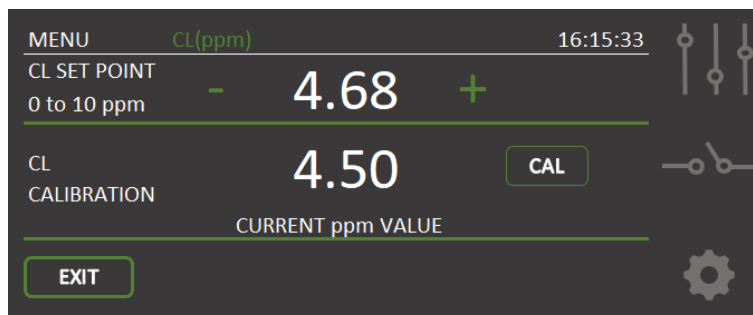 MENU CL(ppm) 16:15:33
CL SET POINT
0 to 10 ppm
- 4.68 +
CL
CALIBRATION
4.50 CAL
CURRENT ppm VALUE
EXIT